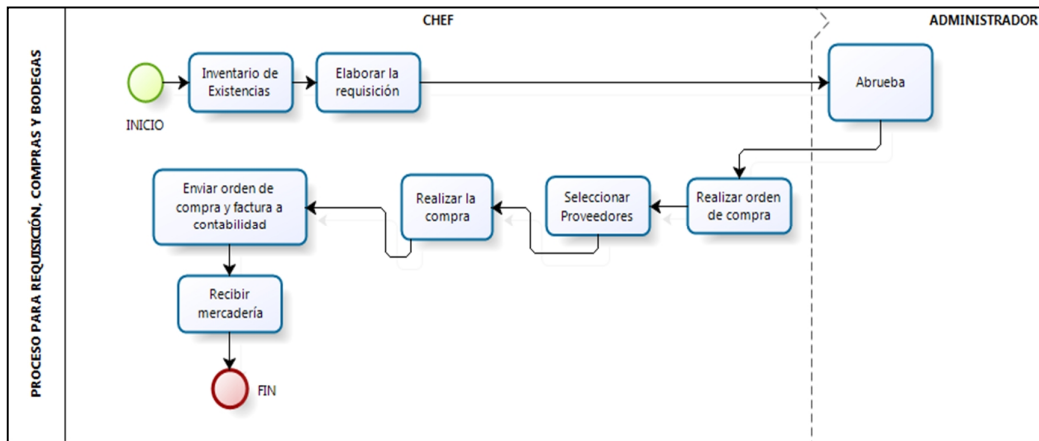 PROCESO PARA REQUISICIÓN, COMPRAS Y BODEGAS
CHEF
ADMINISTRADOR
INICIO
Inventario de
Existencias
Elaborar la
requisición
Abrueba
Realizar orden
de compra
Seleccionar
Proveedores
Realizar la
compra
Enviar orden de
compra y factura a
contabilidad
Recibir
mercadería
FIN